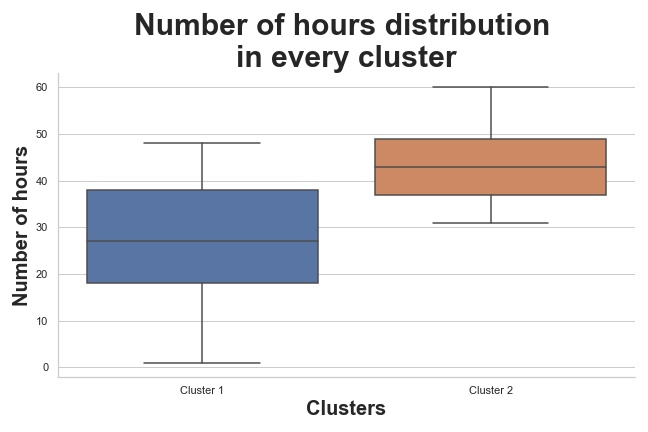 Number of hours distribution
in every cluster
Number of hours
60
50
40
30
20
10
0
Cluster 1
Cluster 2
Clusters